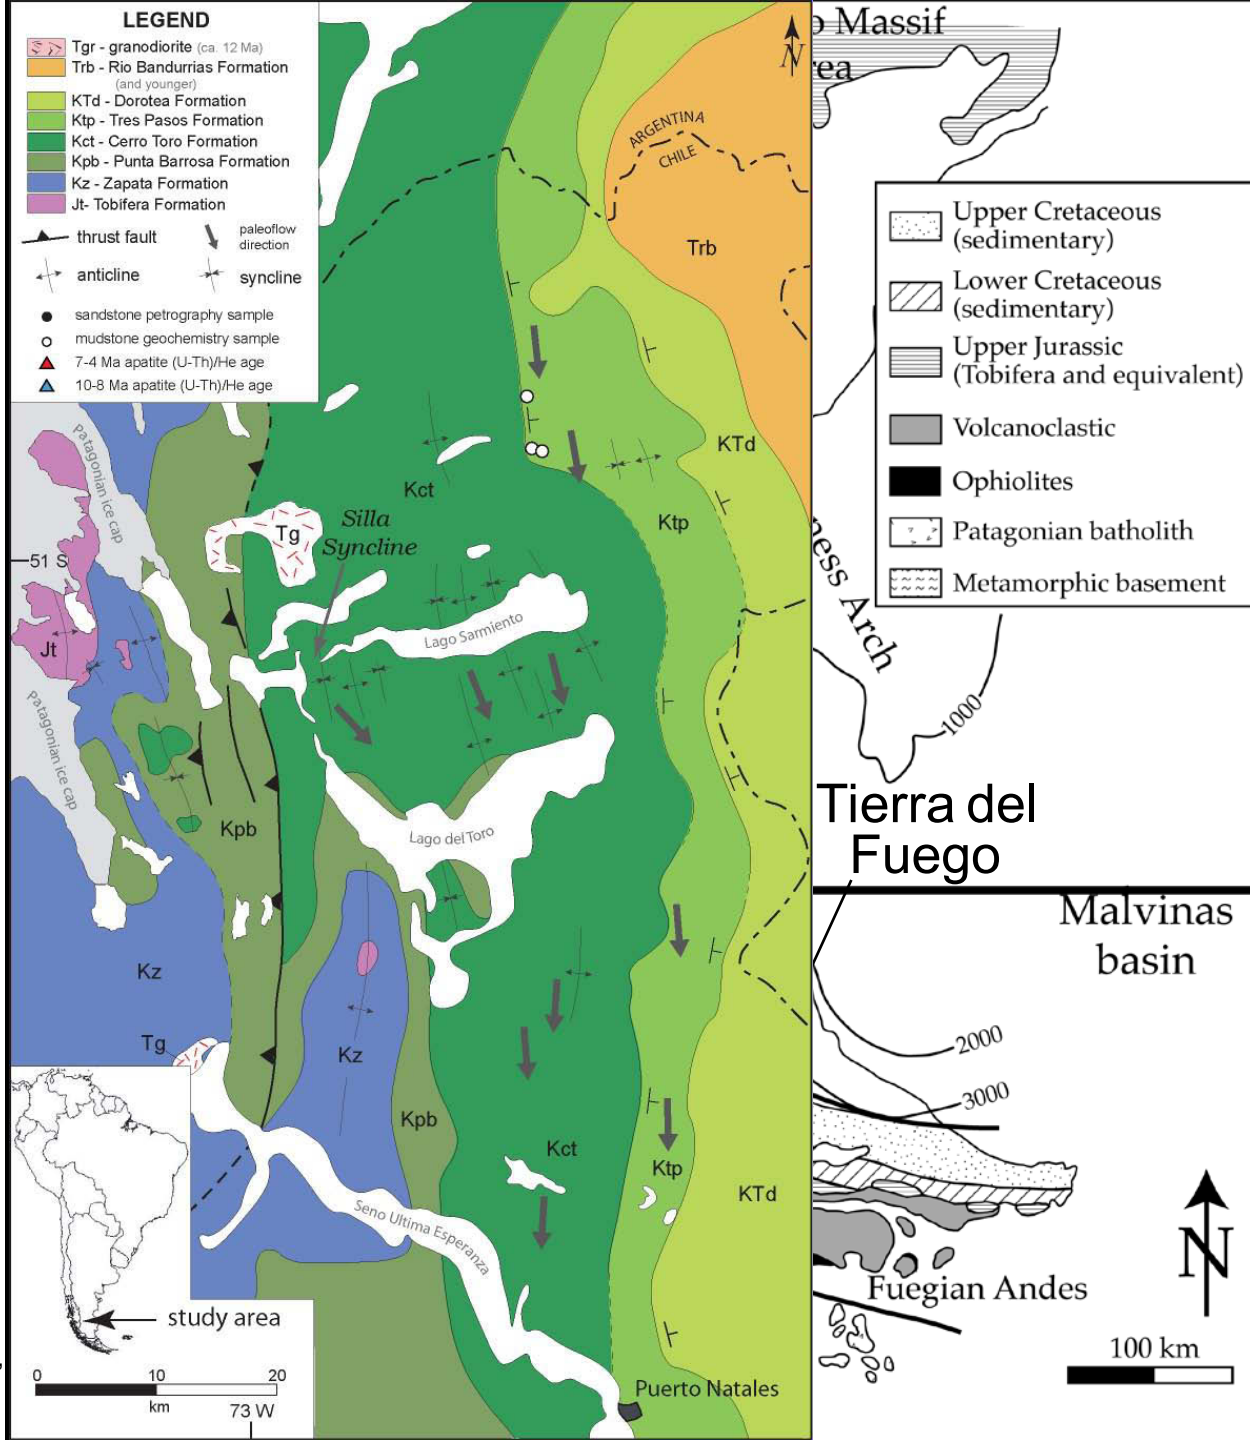 LEGEND
Tgr - granodiorite (ca. 12 Ma)
Trb - Rio Bandurrias Formation
(and younger)
KTd - Dorotea Formation
Ktp - Tres Pasos Formation
Kct - Cerro Toro Formation
Kpb - Punta Barrosa Formation
Kz - Zapata Formation
Jt- Tobifera Formation
thrust fault
paleoflow
direction
anticline
syncline
sandstone petrography sample
mudstone geochemistry sample
7-4 Ma apatite (U-Th)/He age
10-8 Ma apatite (U-Th)/He age
N
ARGENTINA
CHILE
Trb
KTd
Kct
Ktp
Patagonian ice cap
Tg
Silla
Syncline
51 S
Jt
Lago Sarmiento
Patagonian ice cap
Kpb
Lago del Toro
Kz
Tg
Kz
Kpb
Kct
Ktp
KTd
Seno Ultima Esperanza
Puerto Natales
study area
0 10 20
km
73 W
Massif
rea
Upper Cretaceous
(sedimentary)
Lower Cretaceous
(sedimentary)
Upper Jurassic
(Tobifera and equivalent)
Volcanoclastic
Ophiolites
Patagonian batholith
Metamorphic basement
ness Arch
1000
Tierra del
Fuego
Malvinas
basin
2000
3000
Fuegian Andes
N
100 km